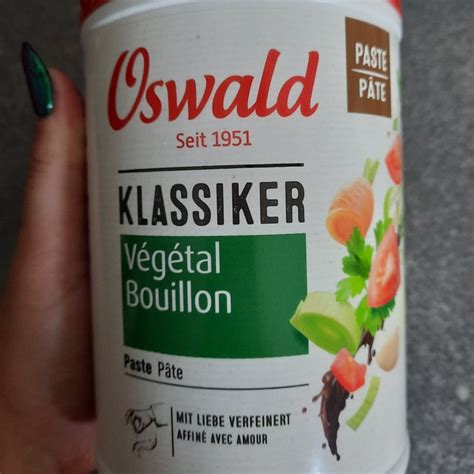 Oswald
Seit 1951
PASTE
PÂTE
KLASSIKER
Végétal
Bouillon
Paste Pâte
MIT LIEBE VERFEINERT
AFFINÉ AVEC AMOUR